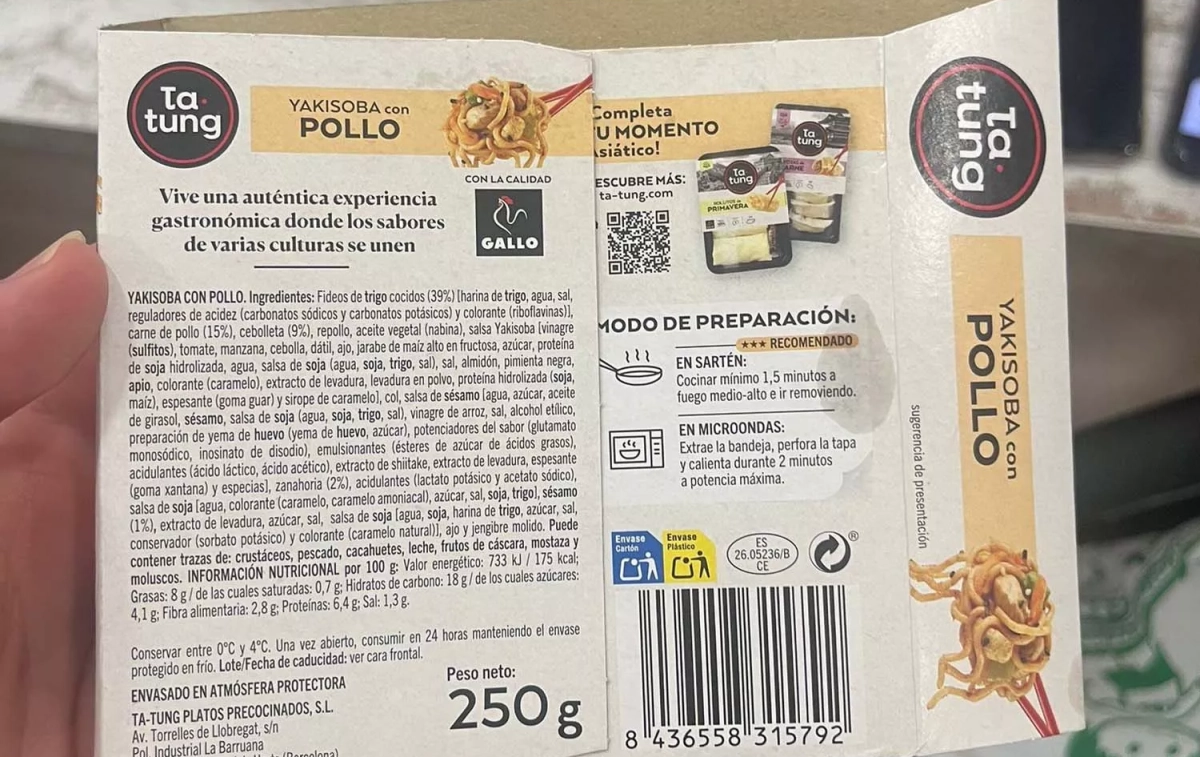 Ta
tung
YAKISOBA con
POLLO
CON LA CALIDAD
GALLO
Vive una auténtica experiencia
gastronómica donde los sabores
de varias culturas se unen
YAKISOBA CON POLLO. Ingredientes: Fideos de trigo cocidos (39%) [harina de trigo, agua, sal,
reguladores de acidez (carbonatos sódicos y carbonatos potásicos) y colorante (riboflavinas)],
carne de pollo (15%), cebolleta (9%), repollo, aceite vegetal (nabina), salsa Yakisoba [vinagre
(sulfitos), tomate, manzana, cebolla, dátil, ajo, jarabe de maíz alto en fructosa, azúcar, proteína
de soja hidrolizada, agua, salsa de soja (agua, soja, trigo, sal), sal, almidón, pimienta negra,
apio, colorante (caramelo), extracto de levadura, levadura en polvo, proteína hidrolizada (soja,
maíz), espesante (goma guar) y sirope de caramelo), col, salsa de sésamo [agua, azúcar, aceite
de girasol, sésamo, salsa de soja (agua, soja, trigo, sal), vinagre de arroz, sal, alcohol etílico,
preparación de yema de huevo (yema de huevo, azúcar), potenciadores del sabor (glutamato
monosódico, inosinato de disodio), emulsionantes (ésteres de azúcar de ácidos grasos),
acidulantes (ácido láctico, ácido acético), extracto de shiitake, extracto de levadura, espesante
(goma xantana) y especias], zanahoria (2%), acidulantes (lactato potásico y acetato sódico),
salsa de soja [agua, colorante (caramelo, caramelo amoniacal), azúcar, sal, soja, trigo], sésamo
(1%), extracto de levadura, azúcar, sal, salsa de soja [agua, soja, harina de trigo, azúcar, sal,
conservador (sorbato potásico) y colorante (caramelo natural)], ajo y jengibre molido. Puede
contener trazas de: crustáceos, pescado, cacahuetes, leche, frutos de cáscara, mostaza y
moluscos. INFORMACIÓN NUTRICIONAL por 100 g: Valor energético: 733 kJ / 175 kcal;
Grasas: 8 g / de las cuales saturadas: 0,7 g; Hidratos de carbono: 18 g / de los cuales azúcares:
4,1 g; Fibra alimentaria: 2,8 g; Proteínas: 6,4 g; Sal: 1,3 g.
Conservar entre 0°C y 4°C. Una vez abierto, consumir en 24 horas manteniendo el envase
protegido en frío. Lote/Fecha de caducidad: ver cara frontal.
ENVASADO EN ATMÓSFERA PROTECTORA
TA-TUNG PLATOS PRECOCINADOS, S.L.
Av. Torrelles de Llobregat, s/n
Pol. Industrial La Barruana
(Barcelona)
Peso neto:
250 g
Completa
TU MOMENTO
Asiático!
ESCUBRE MÁS:
ta-tung.com
Ta
tung
ROLLITOS de
PRIMAVERA
Ta
tung
CARNE
MODO DE PREPARACIÓN:
★★★ RECOMENDADO
EN SARTÉN:
Cocinar mínimo 1,5 minutos a
fuego medio-alto e ir removiendo.
EN MICROONDAS:
Extrae la bandeja, perfora la tapa
y calienta durante 2 minutos
a potencia máxima.
Envase
Cartón
Envase
Plástico
ES
26.05236/B
CE
®
8 436558 315792
Ta
tung
YAKISOBA con
POLLO
sugerencia de presentación